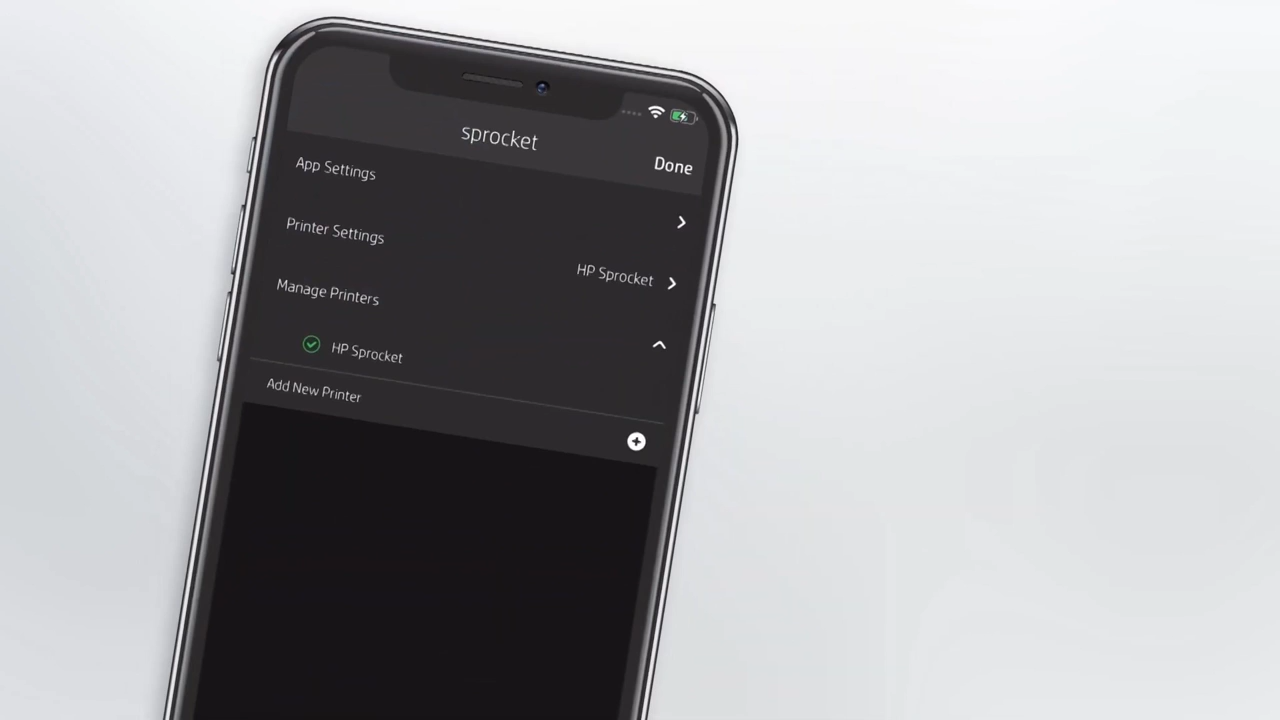 sprocket
Done
App Settings
Printer Settings
HP Sprocket
Manage Printers
HP Sprocket
Add New Printer